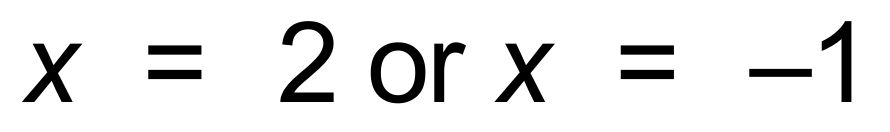 x = 2 or x = –1